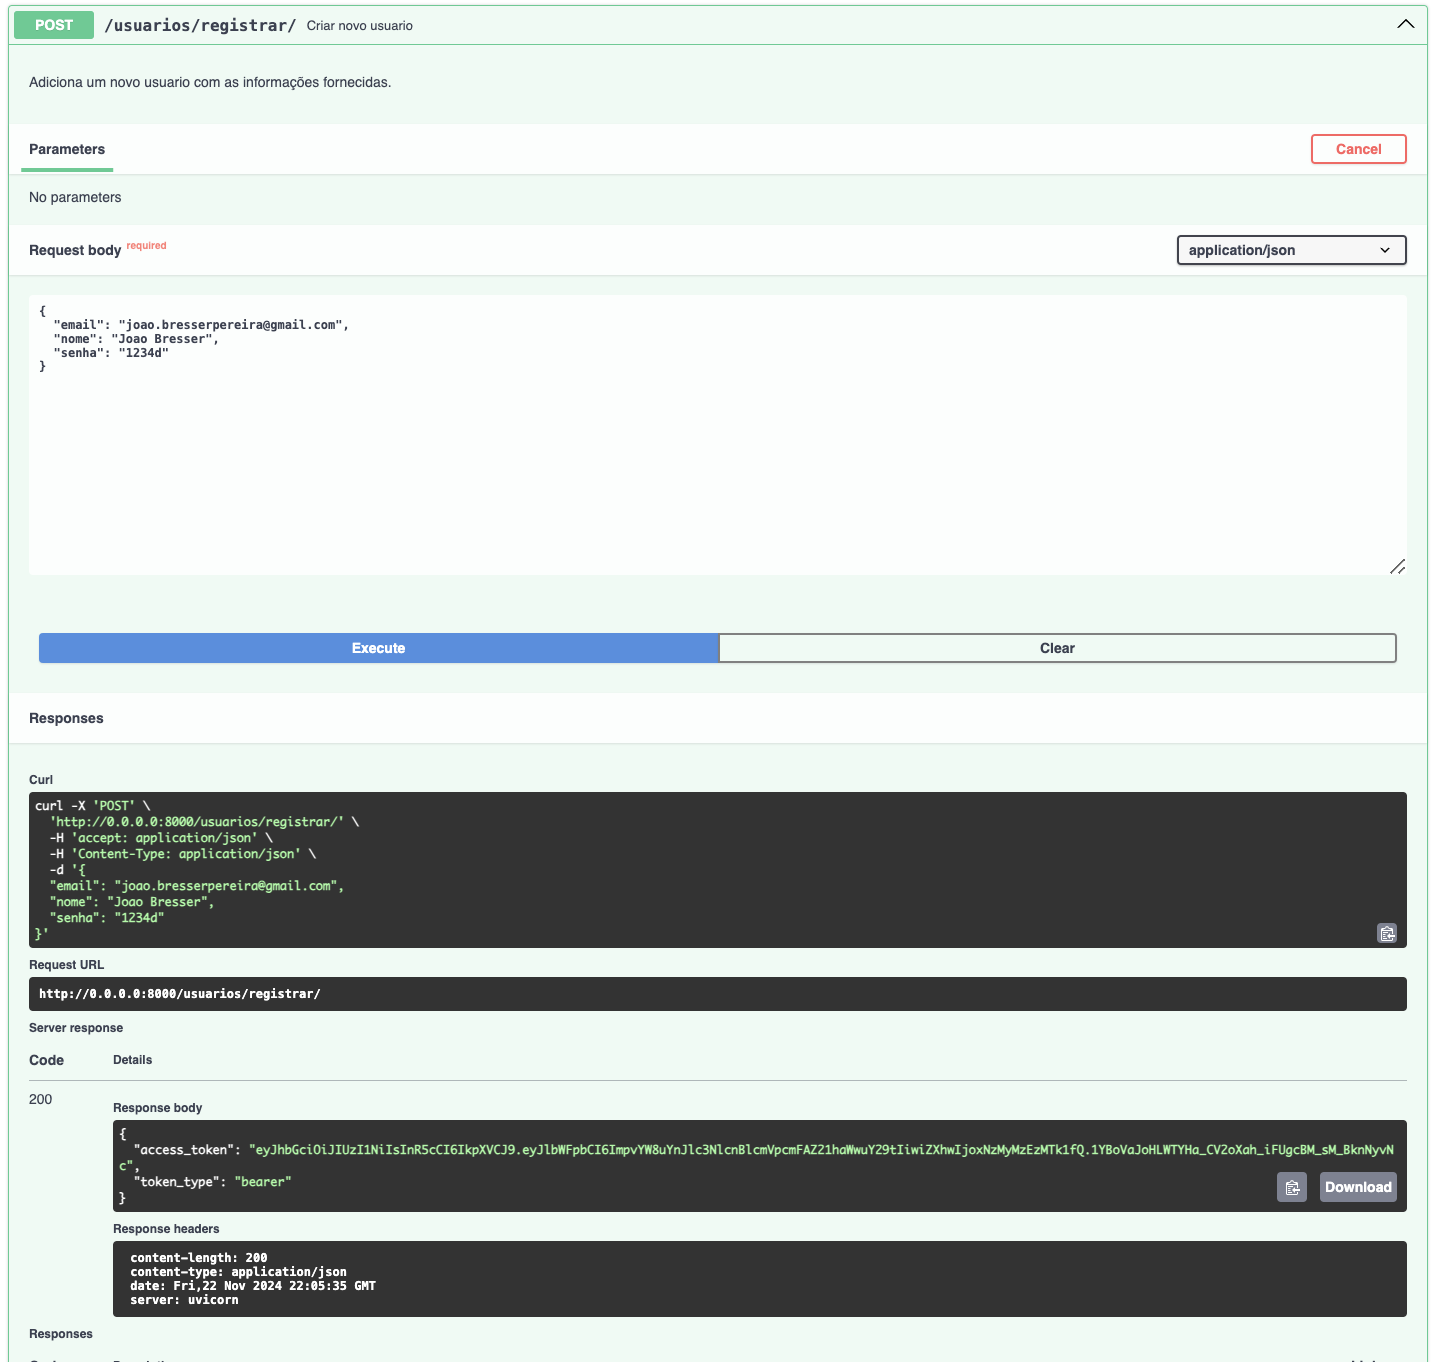 POST /usuarios/registrar/ Criar novo usuario
Adiciona um novo usuario com as informações fornecidas.
Parameters
Cancel
No parameters
Request body required
application/json
{
"email": "joao.bresserpereira@gmail.com",
"nome": "Joao Bresser",
"senha": "1234d"
}
Execute
Clear
Responses
Curl
curl -X 'POST' \
'http://0.0.0.0:8000/usuarios/registrar/' \
-H 'accept: application/json' \
-H 'Content-Type: application/json' \
-d '{
"email": "joao.bresserpereira@gmail.com",
"nome": "Joao Bresser",
"senha": "1234d"
}'
Request URL
http://0.0.0.0:8000/usuarios/registrar/
Server response
Code Details
200
Response body
{
"access_token": "eyJhbGciOiJIUzI1NiIsInR5cCI6IkpXVCJ9.eyJlbWFpbCI6ImpvYW8uYnJlc3NlcnBlcmVpcmFAZ21haWwuY29tIiwiZXhwIjoxNzMyMzEzMTk1fQ.1YBoVaJoHLWTYHa_CV2oXah_iFUgcBM_sM_BknNyvN
c",
"token_type": "bearer"
}
Download
Response headers
content-length: 200
content-type: application/json
date: Fri,22 Nov 2024 22:05:35 GMT
server: uvicorn
Responses